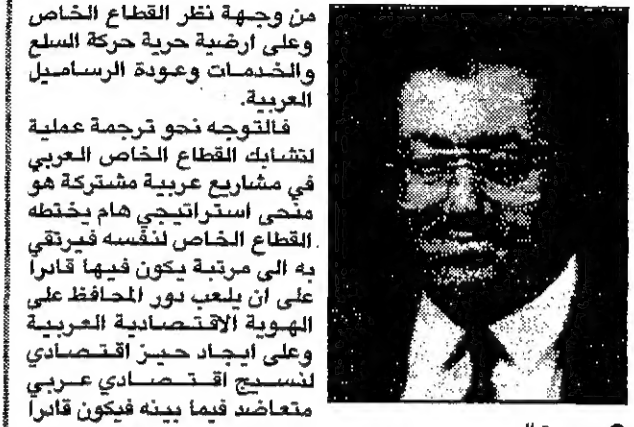 من وجهة نظر القطاع الخاص
وعلى ارضية حرية حركة السلع
والخدمات وعودة الرساميل
العربية.
فالتوجه نحو ترجمة عملية
لتشابك القطاع الخاص العربي
في مشاريع عربية مشتركة هو
منحى استراتيجي هام يختطه
القطاع الخاص لنفسه فيرتقي
به الى مرتبة يكون فيها قادراً
على ان يلعب دور المحافظ على
الهوية الاقتصادية العربية
وعلى ايجاد حيز اقتصادي
لنسيج اقتصادي عربي
متعاضد فيما بينه فيكون قادرا